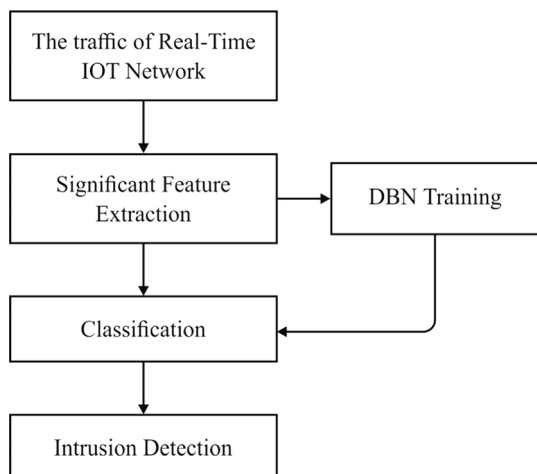 The traffic of Real-Time
IOT Network
Significant Feature
Extraction
DBN Training
Classification
Intrusion Detection